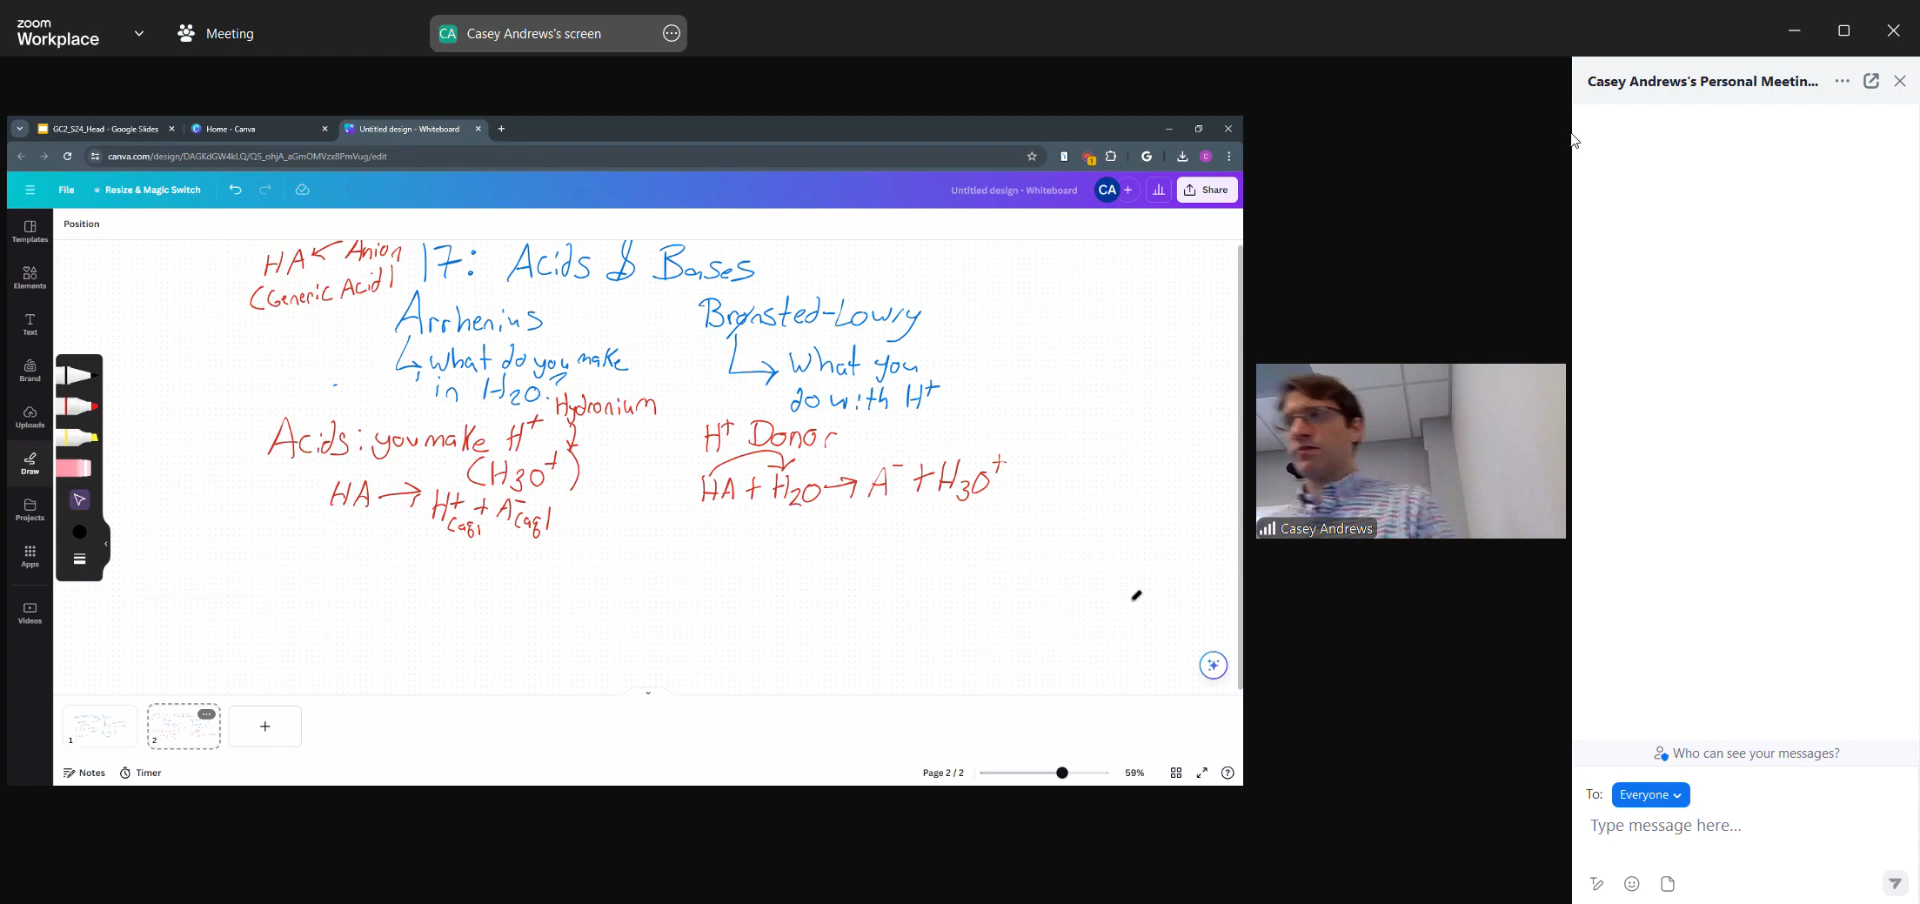 zoom
Workplace
Meeting
CA Casey Andrews's screen
Casey Andrews's Personal Meetin...
GC2_S24_Head - Google Slides
Home - Canva
Untitled design - Whiteboard
canva.com/design/DAGKdGW4kLQ/Q5_ohjA_aGmOMVzx8PmVug/edit
File
Resize & Magic Switch
Untitled design - Whiteboard
CA
Share
Position
Templates
Elements
Text
Brand
Uploads
Draw
Projects
Apps
Videos
HA ← Anion
(Generic Acid)
17: Acids & Bases
Arrhenius
↳ what do you make
in H2O?
Brønsted-Lowry
↳ What you
do with H+
Hydronium
Acids: you make H+
(H3O+)
HA → H+(aq) + A-(aq)
H+ Donor
HA + H2O → A- + H3O+
Casey Andrews
1
2
Notes
Timer
Page 2 / 2
59%
Who can see your messages?
To: Everyone
Type message here...